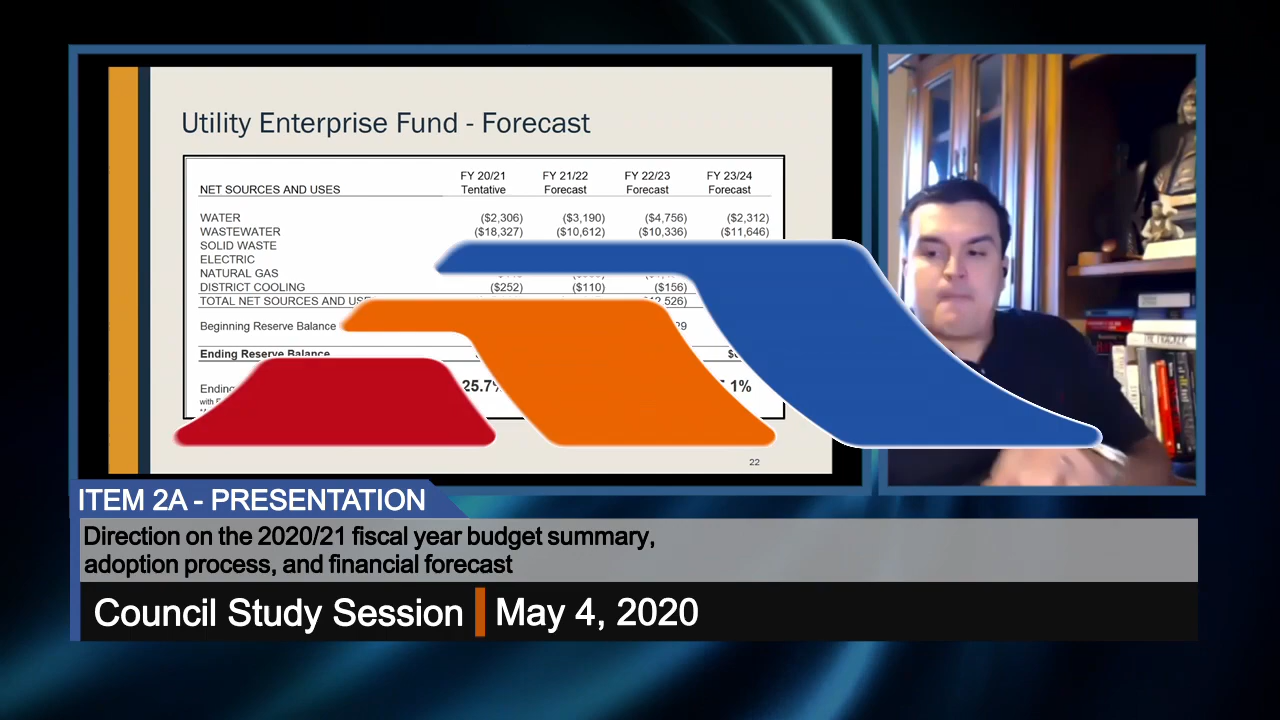 Utility Enterprise Fund - Forecast
FY 20/21 FY 21/22 FY 22/23 FY 23/24
NET SOURCES AND USES Tentative Forecast Forecast Forecast
WATER ($2,306) ($3,190) ($4,756) ($2,312)
WASTEWATER ($18,327) ($10,612) ($10,336) ($11,646)
SOLID WASTE
ELECTRIC
NATURAL GAS
DISTRICT COOLING ($252) ($110) ($156)
TOTAL NET SOURCES AND
Beginning Reserve Balance
Ending Reserve Balance
22
ITEM 2A - PRESENTATION
Direction on the 2020/21 fiscal year budget summary,
adoption process, and financial forecast
Council Study Session May 4, 2020